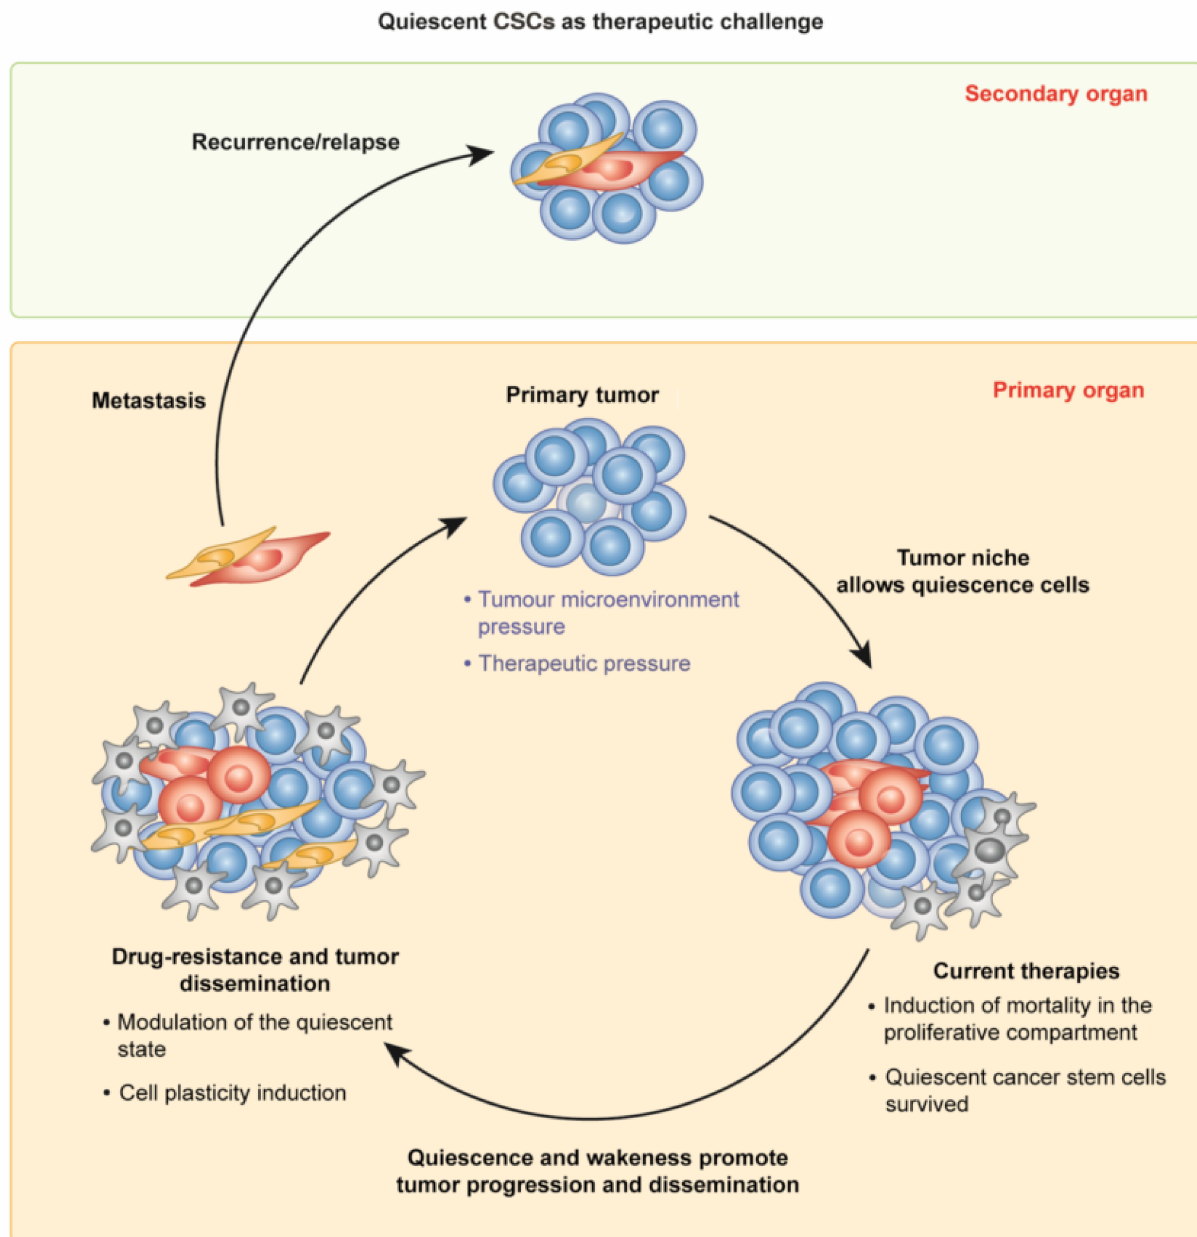 Quiescent CSCs as therapeutic challenge
Secondary organ
Recurrence/relapse
Metastasis
Primary organ
Primary tumor
• Tumour microenvironment
pressure
• Therapeutic pressure
Tumor niche
allows quiescence cells
Drug-resistance and tumor
dissemination
• Modulation of the quiescent
state
• Cell plasticity induction
Current therapies
• Induction of mortality in the
proliferative compartment
• Quiescent cancer stem cells
survived
Quiescence and wakeness promote
tumor progression and dissemination